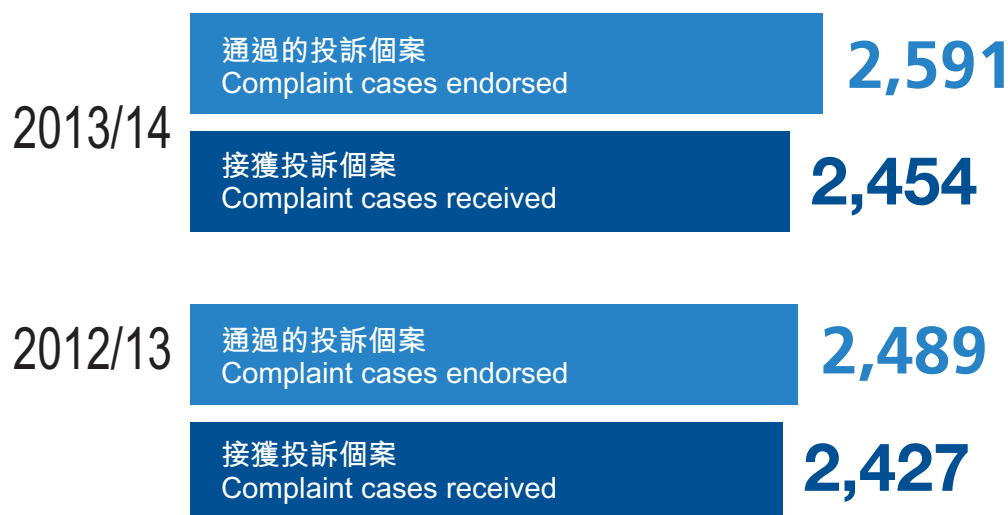 2013/14
通過的投訴個案
Complaint cases endorsed
2,591
接獲投訴個案
Complaint cases received
2,454
2012/13
通過的投訴個案
Complaint cases endorsed
2,489
接獲投訴個案
Complaint cases received
2,427